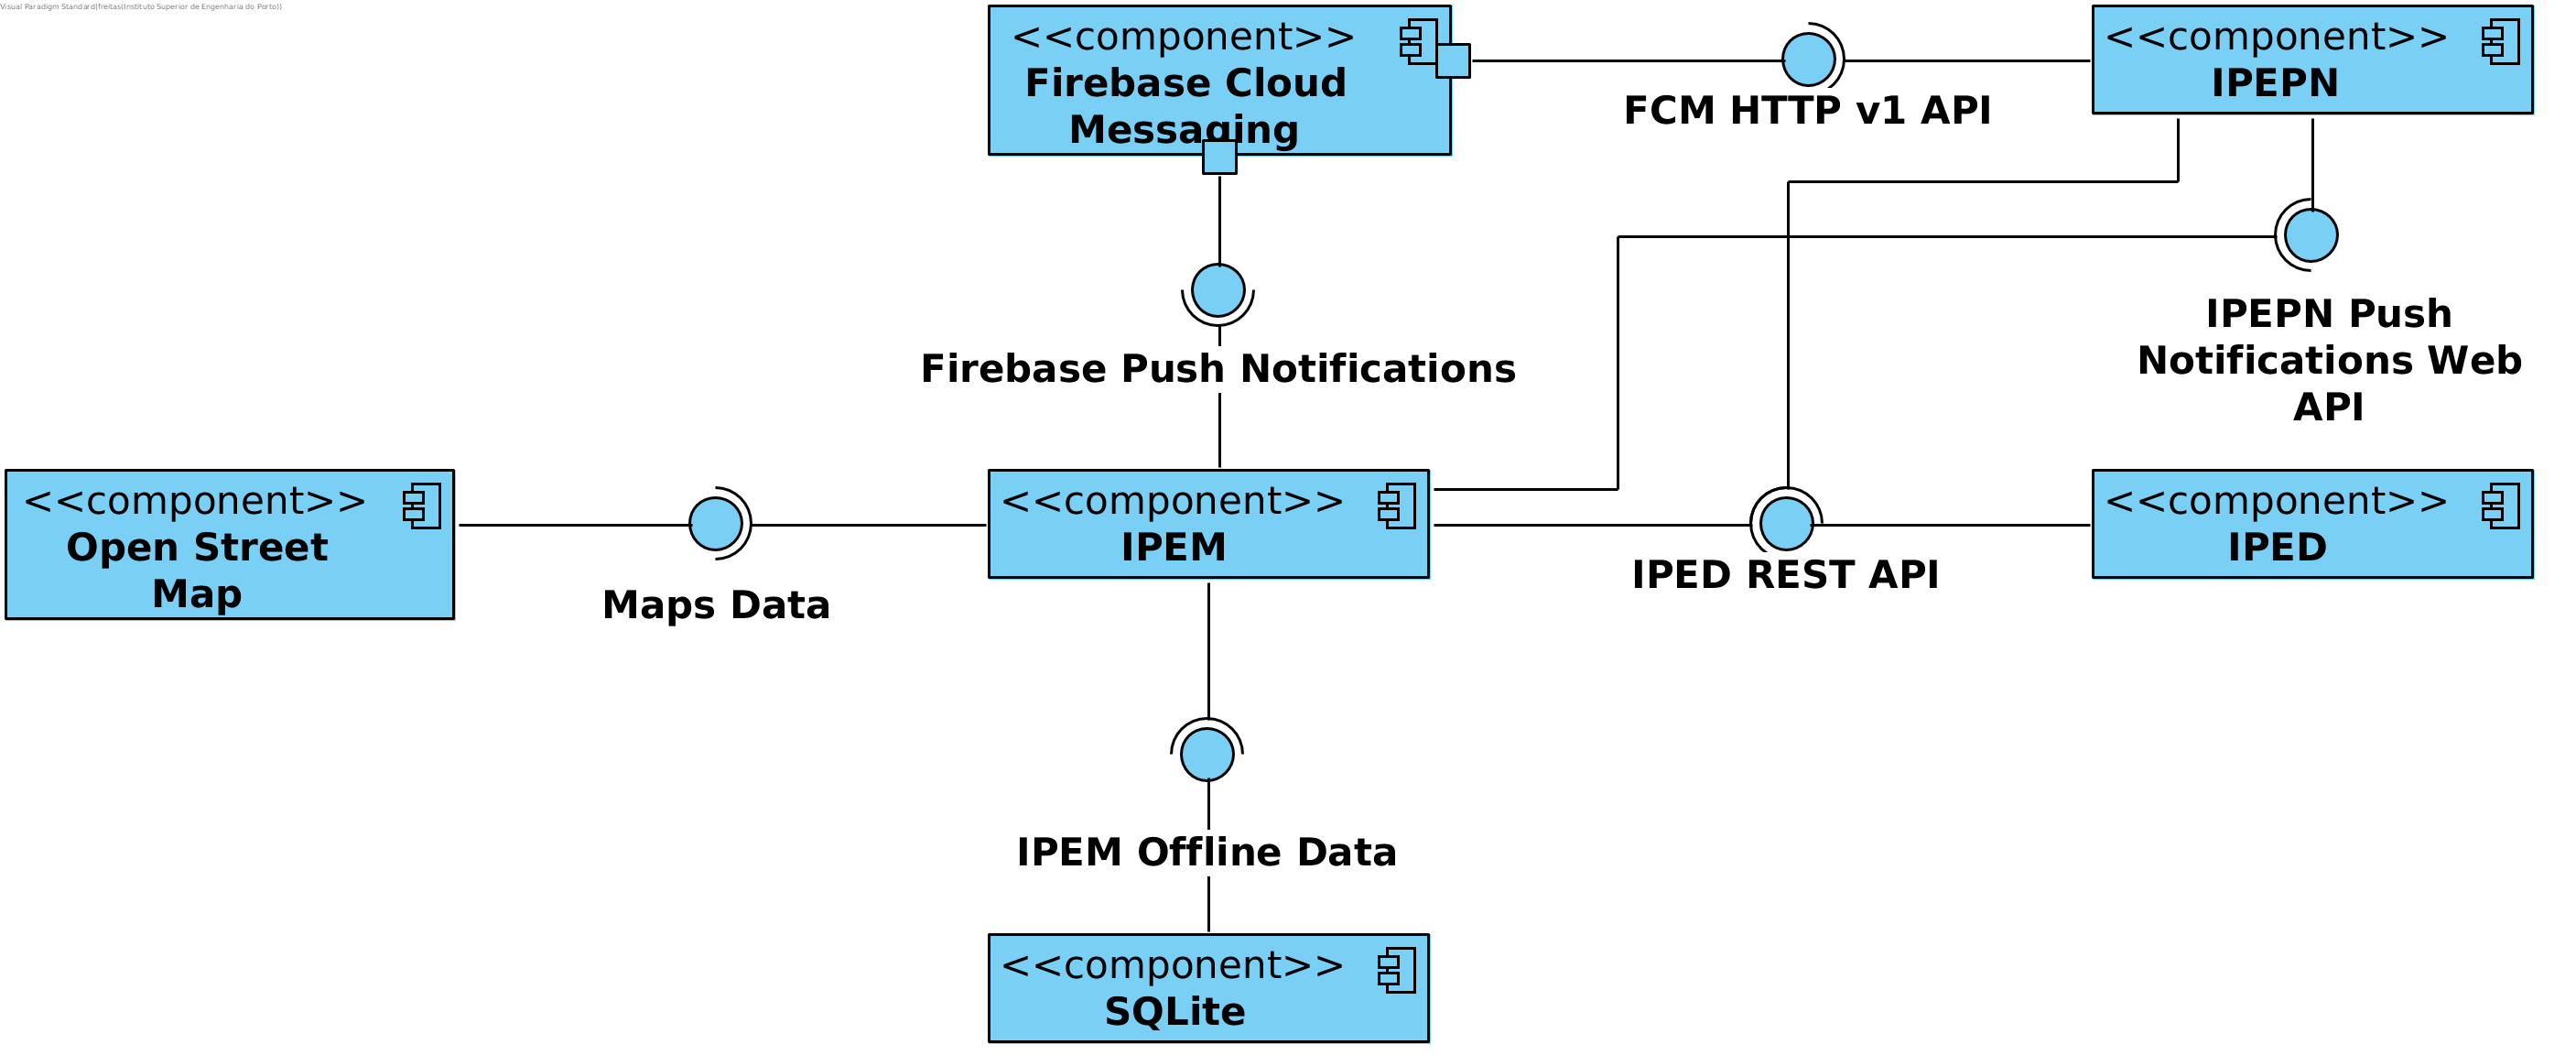 Visual Paradigm Standard(freitas(Instituto Superior de Engenharia do Porto))
<<component>>
Firebase Cloud
Messaging
FCM HTTP v1 API
<<component>>
IPEPN
IPEPN Push
Notifications Web
API
Firebase Push Notifications
<<component>>
Open Street
Map
Maps Data
<<component>>
IPEM
IPED REST API
<<component>>
IPED
IPEM Offline Data
<<component>>
SQLite